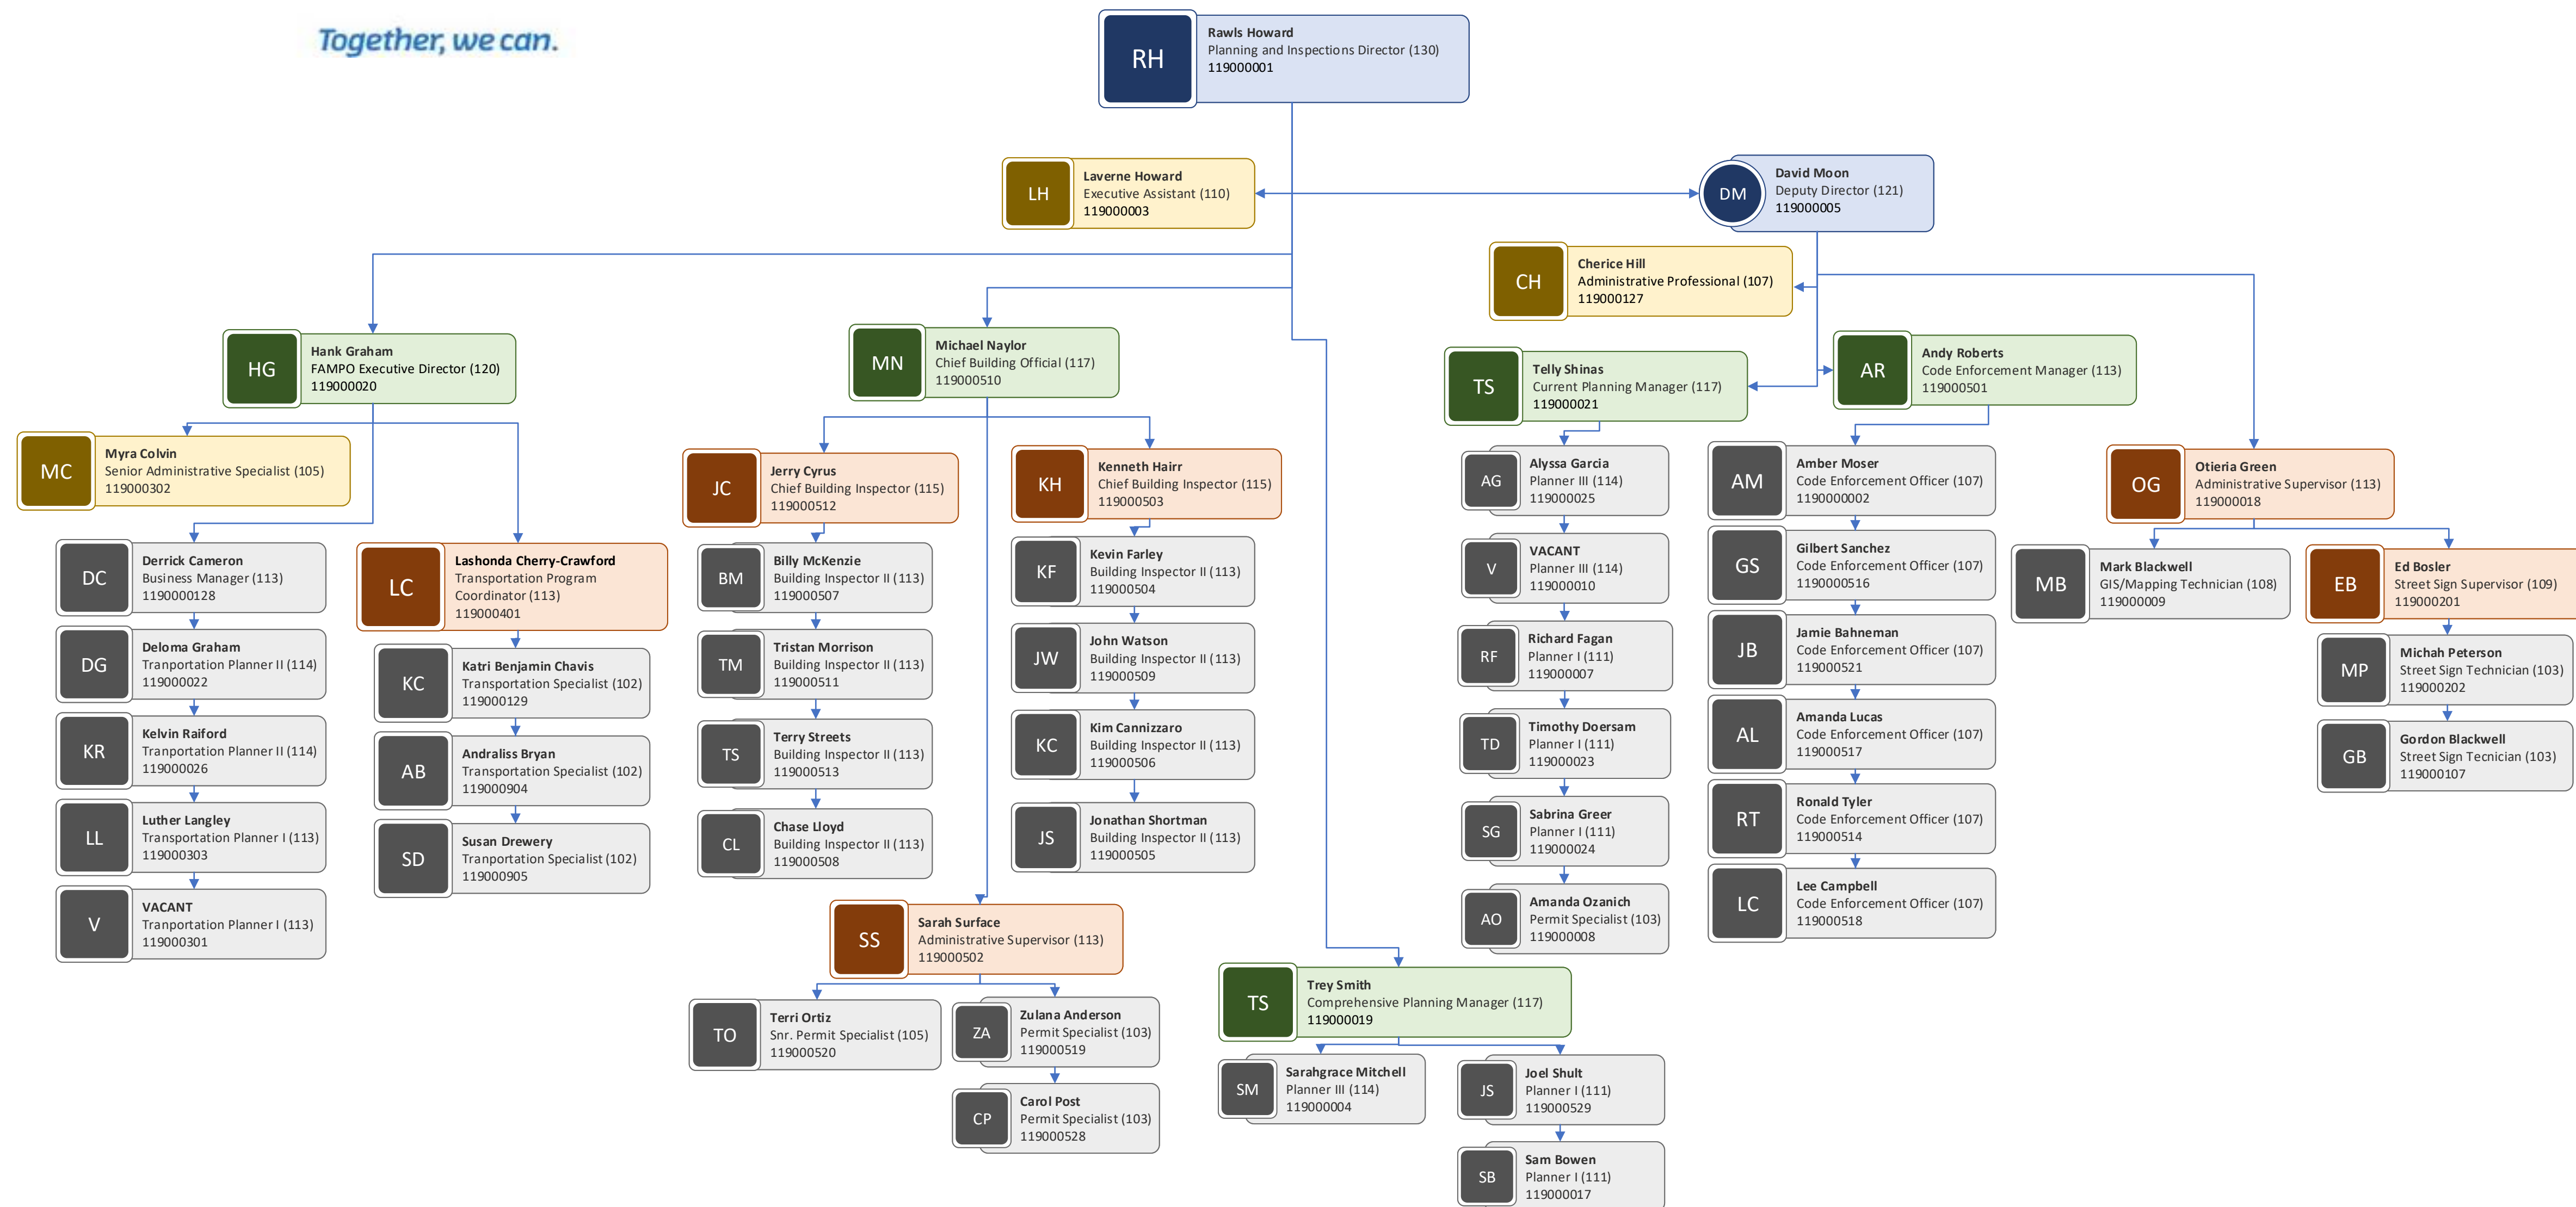 Together, we can.
RH
Rawls Howard
Planning and Inspections Director (130)
119000001
LH
Laverne Howard
Executive Assistant (110)
119000003
DM
David Moon
Deputy Director (121)
119000005
CH
Cherice Hill
Administrative Professional (107)
119000127
HG
Hank Graham
FAMPO Executive Director (120)
119000020
MC
Myra Colvin
Senior Administrative Specialist (105)
119000302
DC
Derrick Cameron
Business Manager (113)
1190000128
DG
Deloma Graham
Tranportation Planner II (114)
119000022
KR
Kelvin Raiford
Tranportation Planner II (114)
119000026
LL
Luther Langley
Transportation Planner I (113)
119000303
V
VACANT
Tranportation Planner I (113)
119000301
LC
Lashonda Cherry-Crawford
Transportation Program
Coordinator (113)
119000401
KC
Katri Benjamin Chavis
Transportation Specialist (102)
119000129
AB
Andraliss Bryan
Transportation Specialist (102)
119000904
SD
Susan Drewery
Tranportation Specialist (102)
119000905
MN
Michael Naylor
Chief Building Official (117)
119000510
JC
Jerry Cyrus
Chief Building Inspector (115)
119000512
BM
Billy McKenzie
Building Inspector II (113)
119000507
TM
Tristan Morrison
Building Inspector II (113)
119000511
TS
Terry Streets
Building Inspector II (113)
119000513
CL
Chase Lloyd
Building Inspector II (113)
119000508
KH
Kenneth Hairr
Chief Building Inspector (115)
119000503
KF
Kevin Farley
Building Inspector II (113)
119000504
JW
John Watson
Building Inspector II (113)
119000509
KC
Kim Cannizzaro
Building Inspector II (113)
119000506
JS
Jonathan Shortman
Building Inspector II (113)
119000505
SS
Sarah Surface
Administrative Supervisor (113)
119000502
TO
Terri Ortiz
Snr. Permit Specialist (105)
119000520
ZA
Zulana Anderson
Permit Specialist (103)
119000519
CP
Carol Post
Permit Specialist (103)
119000528
TS
Trey Smith
Comprehensive Planning Manager (117)
119000019
SM
Sarahgrace Mitchell
Planner III (114)
119000004
JS
Joel Shult
Planner I (111)
119000529
SB
Sam Bowen
Planner I (111)
119000017
TS
Telly Shinas
Current Planning Manager (117)
119000021
AG
Alyssa Garcia
Planner III (114)
119000025
V
VACANT
Planner III (114)
119000010
RF
Richard Fagan
Planner I (111)
119000007
TD
Timothy Doersam
Planner I (111)
119000023
SG
Sabrina Greer
Planner I (111)
119000024
AO
Amanda Ozanich
Permit Specialist (103)
119000008
AR
Andy Roberts
Code Enforcement Manager (113)
119000501
AM
Amber Moser
Code Enforcement Officer (107)
1190000002
GS
Gilbert Sanchez
Code Enforcement Officer (107)
1190000516
JB
Jamie Bahneman
Code Enforcement Officer (107)
119000521
AL
Amanda Lucas
Code Enforcement Officer (107)
119000517
RT
Ronald Tyler
Code Enforcement Officer (107)
119000514
LC
Lee Campbell
Code Enforcement Officer (107)
119000518
OG
Otieria Green
Administrative Supervisor (113)
119000018
MB
Mark Blackwell
GIS/Mapping Technician (108)
119000009
EB
Ed Bosler
Street Sign Supervisor (109)
119000201
MP
Michah Peterson
Street Sign Technician (103)
119000202
GB
Gordon Blackwell
Street Sign Tecnician (103)
119000107